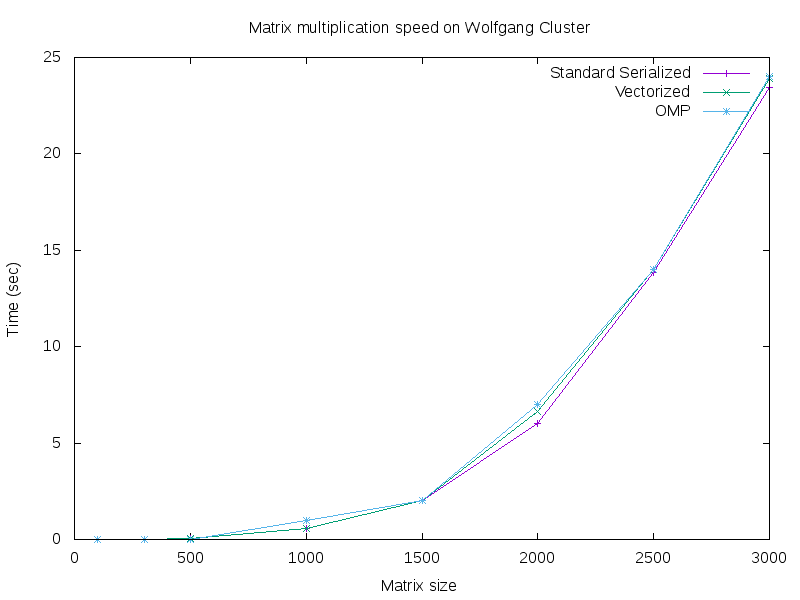 Matrix multiplication speed on Wolfgang Cluster
25
20
15
10
5
0
Time (sec)
Standard Serialized
Vectorized
OMP
0 500 1000 1500 2000 2500 3000
Matrix size